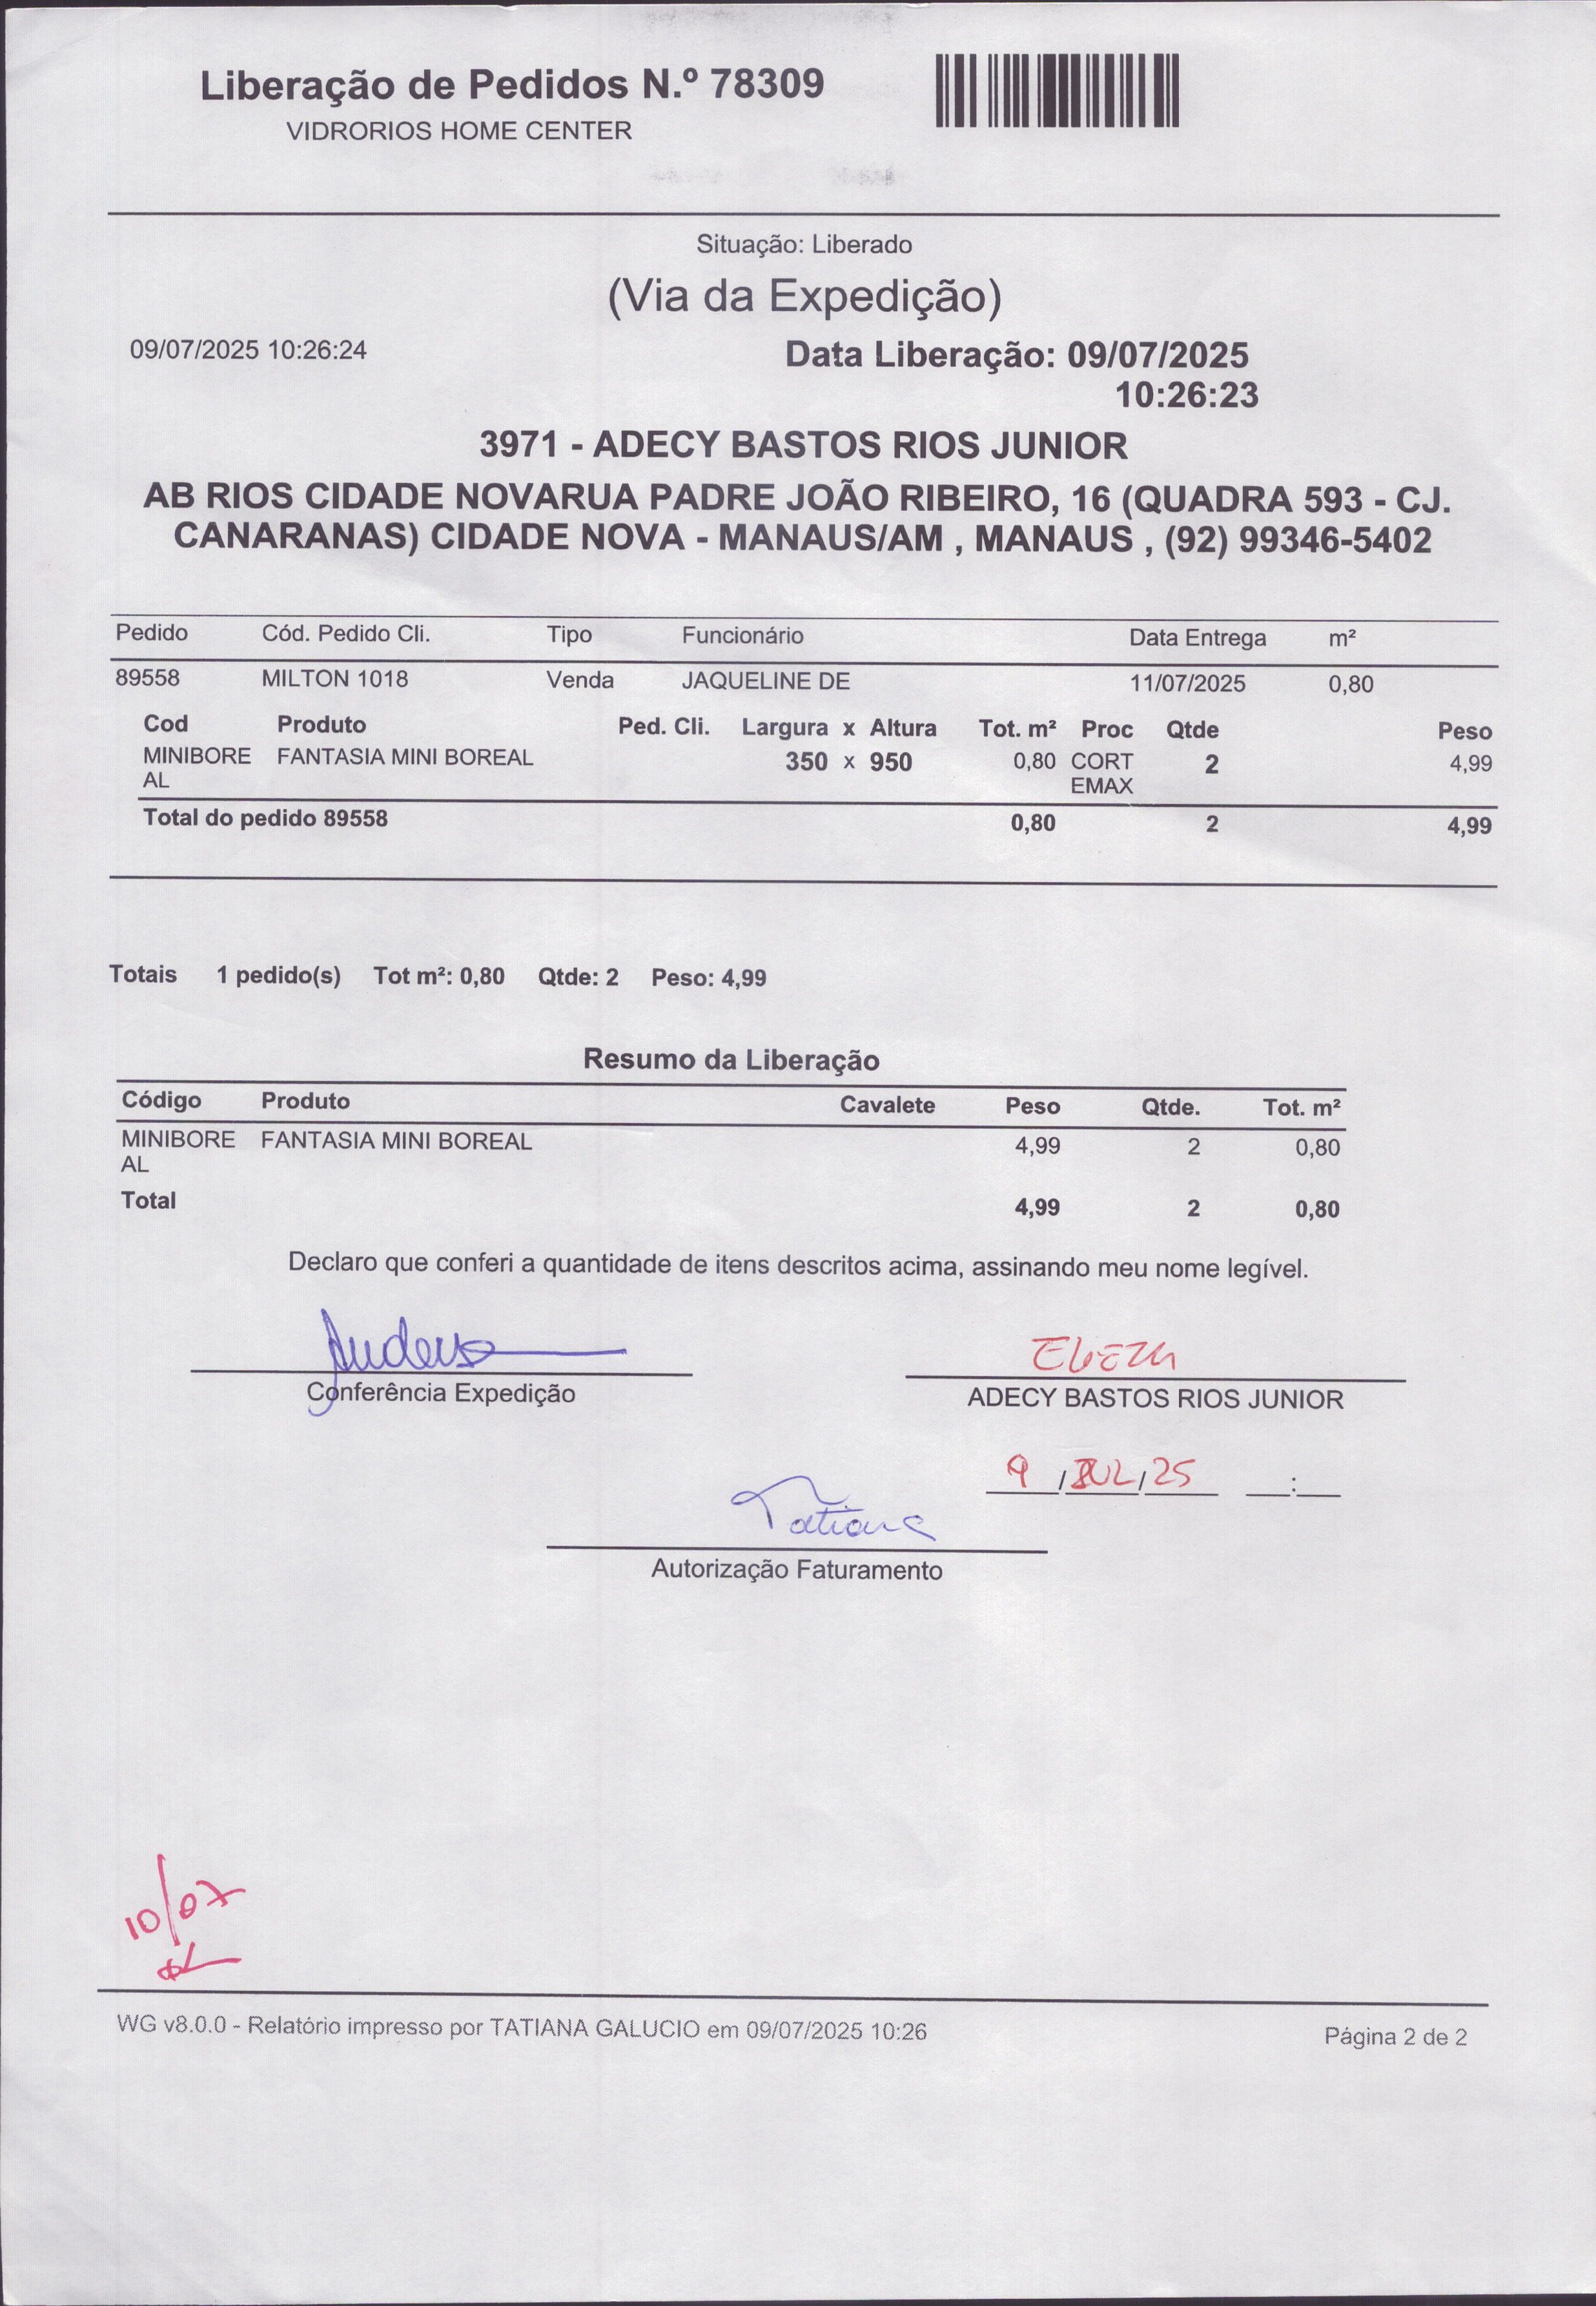 Liberação de Pedidos N.º 78309
VIDRORIOS HOME CENTER
Situação: Liberado
(Via da Expedição)
09/07/2025 10:26:24
Data Liberação: 09/07/2025
10:26:23
3971 - ADECY BASTOS RIOS JUNIOR
AB RIOS CIDADE NOVARUA PADRE JOÃO RIBEIRO, 16 (QUADRA 593 - CJ.
CANARANAS) CIDADE NOVA - MANAUS/AM , MANAUS , (92) 99346-5402
Pedido Cód. Pedido Cli. Tipo Funcionário Data Entrega m²
89558 MILTON 1018 Venda JAQUELINE DE 11/07/2025 0,80
Cod Produto Ped. Cli. Largura x Altura Tot. m² Proc Qtde Peso
MINIBORE FANTASIA MINI BOREAL 350 x 950 0,80 CORT 2 4,99
AL EMAX
Total do pedido 89558 0,80 2 4,99
Totais 1 pedido(s) Tot m²: 0,80 Qtde: 2 Peso: 4,99
Resumo da Liberação
Código Produto Cavalete Peso Qtde. Tot. m²
MINIBORE FANTASIA MINI BOREAL 4,99 2 0,80
AL
Total 4,99 2 0,80
Declaro que conferi a quantidade de itens descritos acima, assinando meu nome legível.
Conferência Expedição
ADECY BASTOS RIOS JUNIOR
9 / JUL / 25 __:__
Tatiana
Autorização Faturamento
10/07
WG v8.0.0 - Relatório impresso por TATIANA GALUCIO em 09/07/2025 10:26
Página 2 de 2